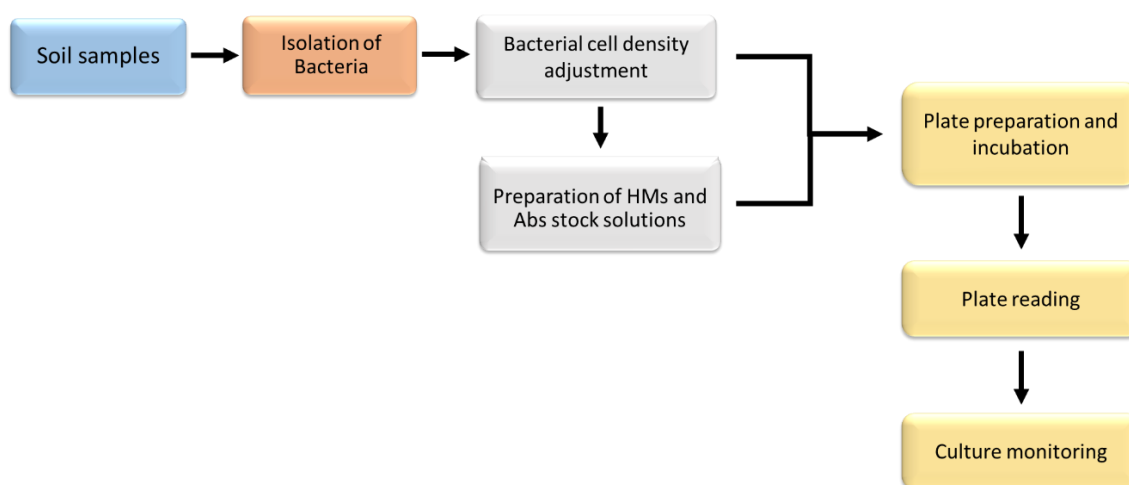 Soil samples
Isolation of
Bacteria
Bacterial cell density
adjustment
Preparation of HMs and
Abs stock solutions
Plate preparation and
incubation
Plate reading
Culture monitoring